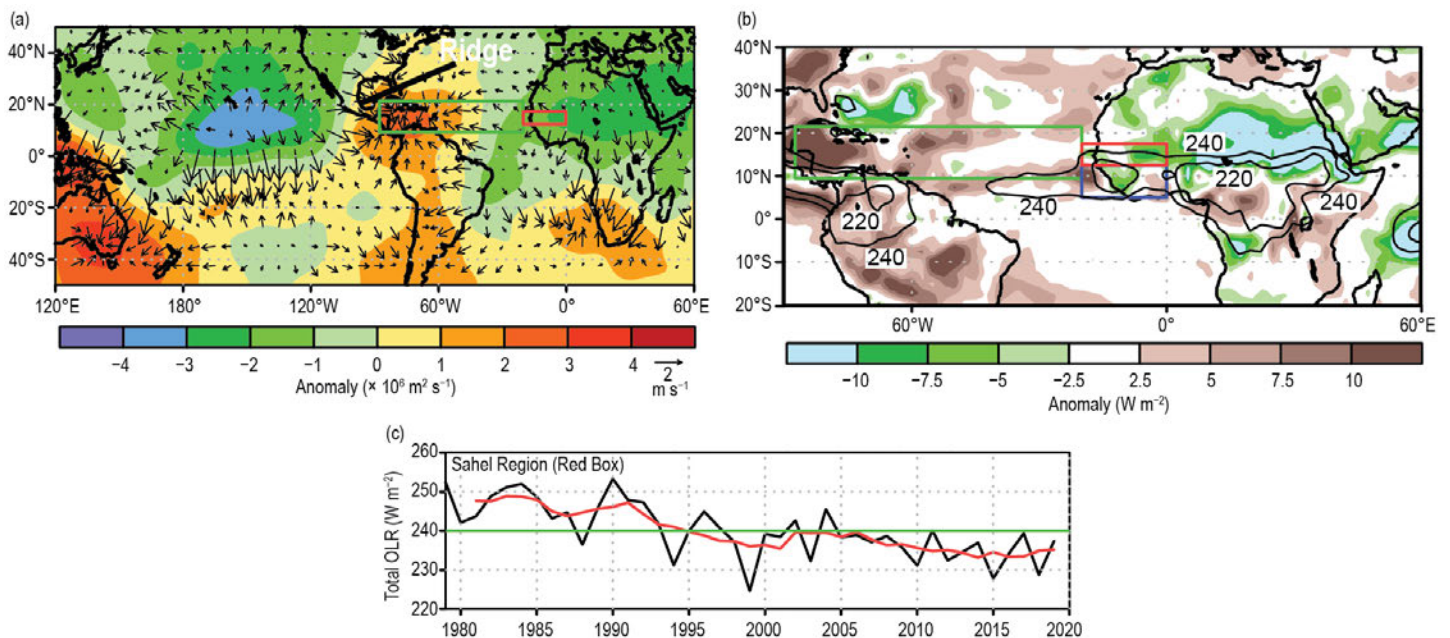 (a)
Ridge
40°N
20°N
0°
20°S
40°S
120°E 180° 120°W 60°W 0° 60°E
−4 −3 −2 −1 0 1 2 3 4
Anomaly (× 10⁶ m² s⁻¹)
2
m s⁻¹
(b)
40°N
30°N
20°N
10°N
0°
10°S
20°S
240
220
240
240
220
240
60°W 0° 60°E
−10 −7.5 −5 −2.5 2.5 5 7.5 10
Anomaly (W m⁻²)
(c)
Sahel Region (Red Box)
Total OLR (W m⁻²)
260
250
240
230
220
1980 1985 1990 1995 2000 2005 2010 2015 2020